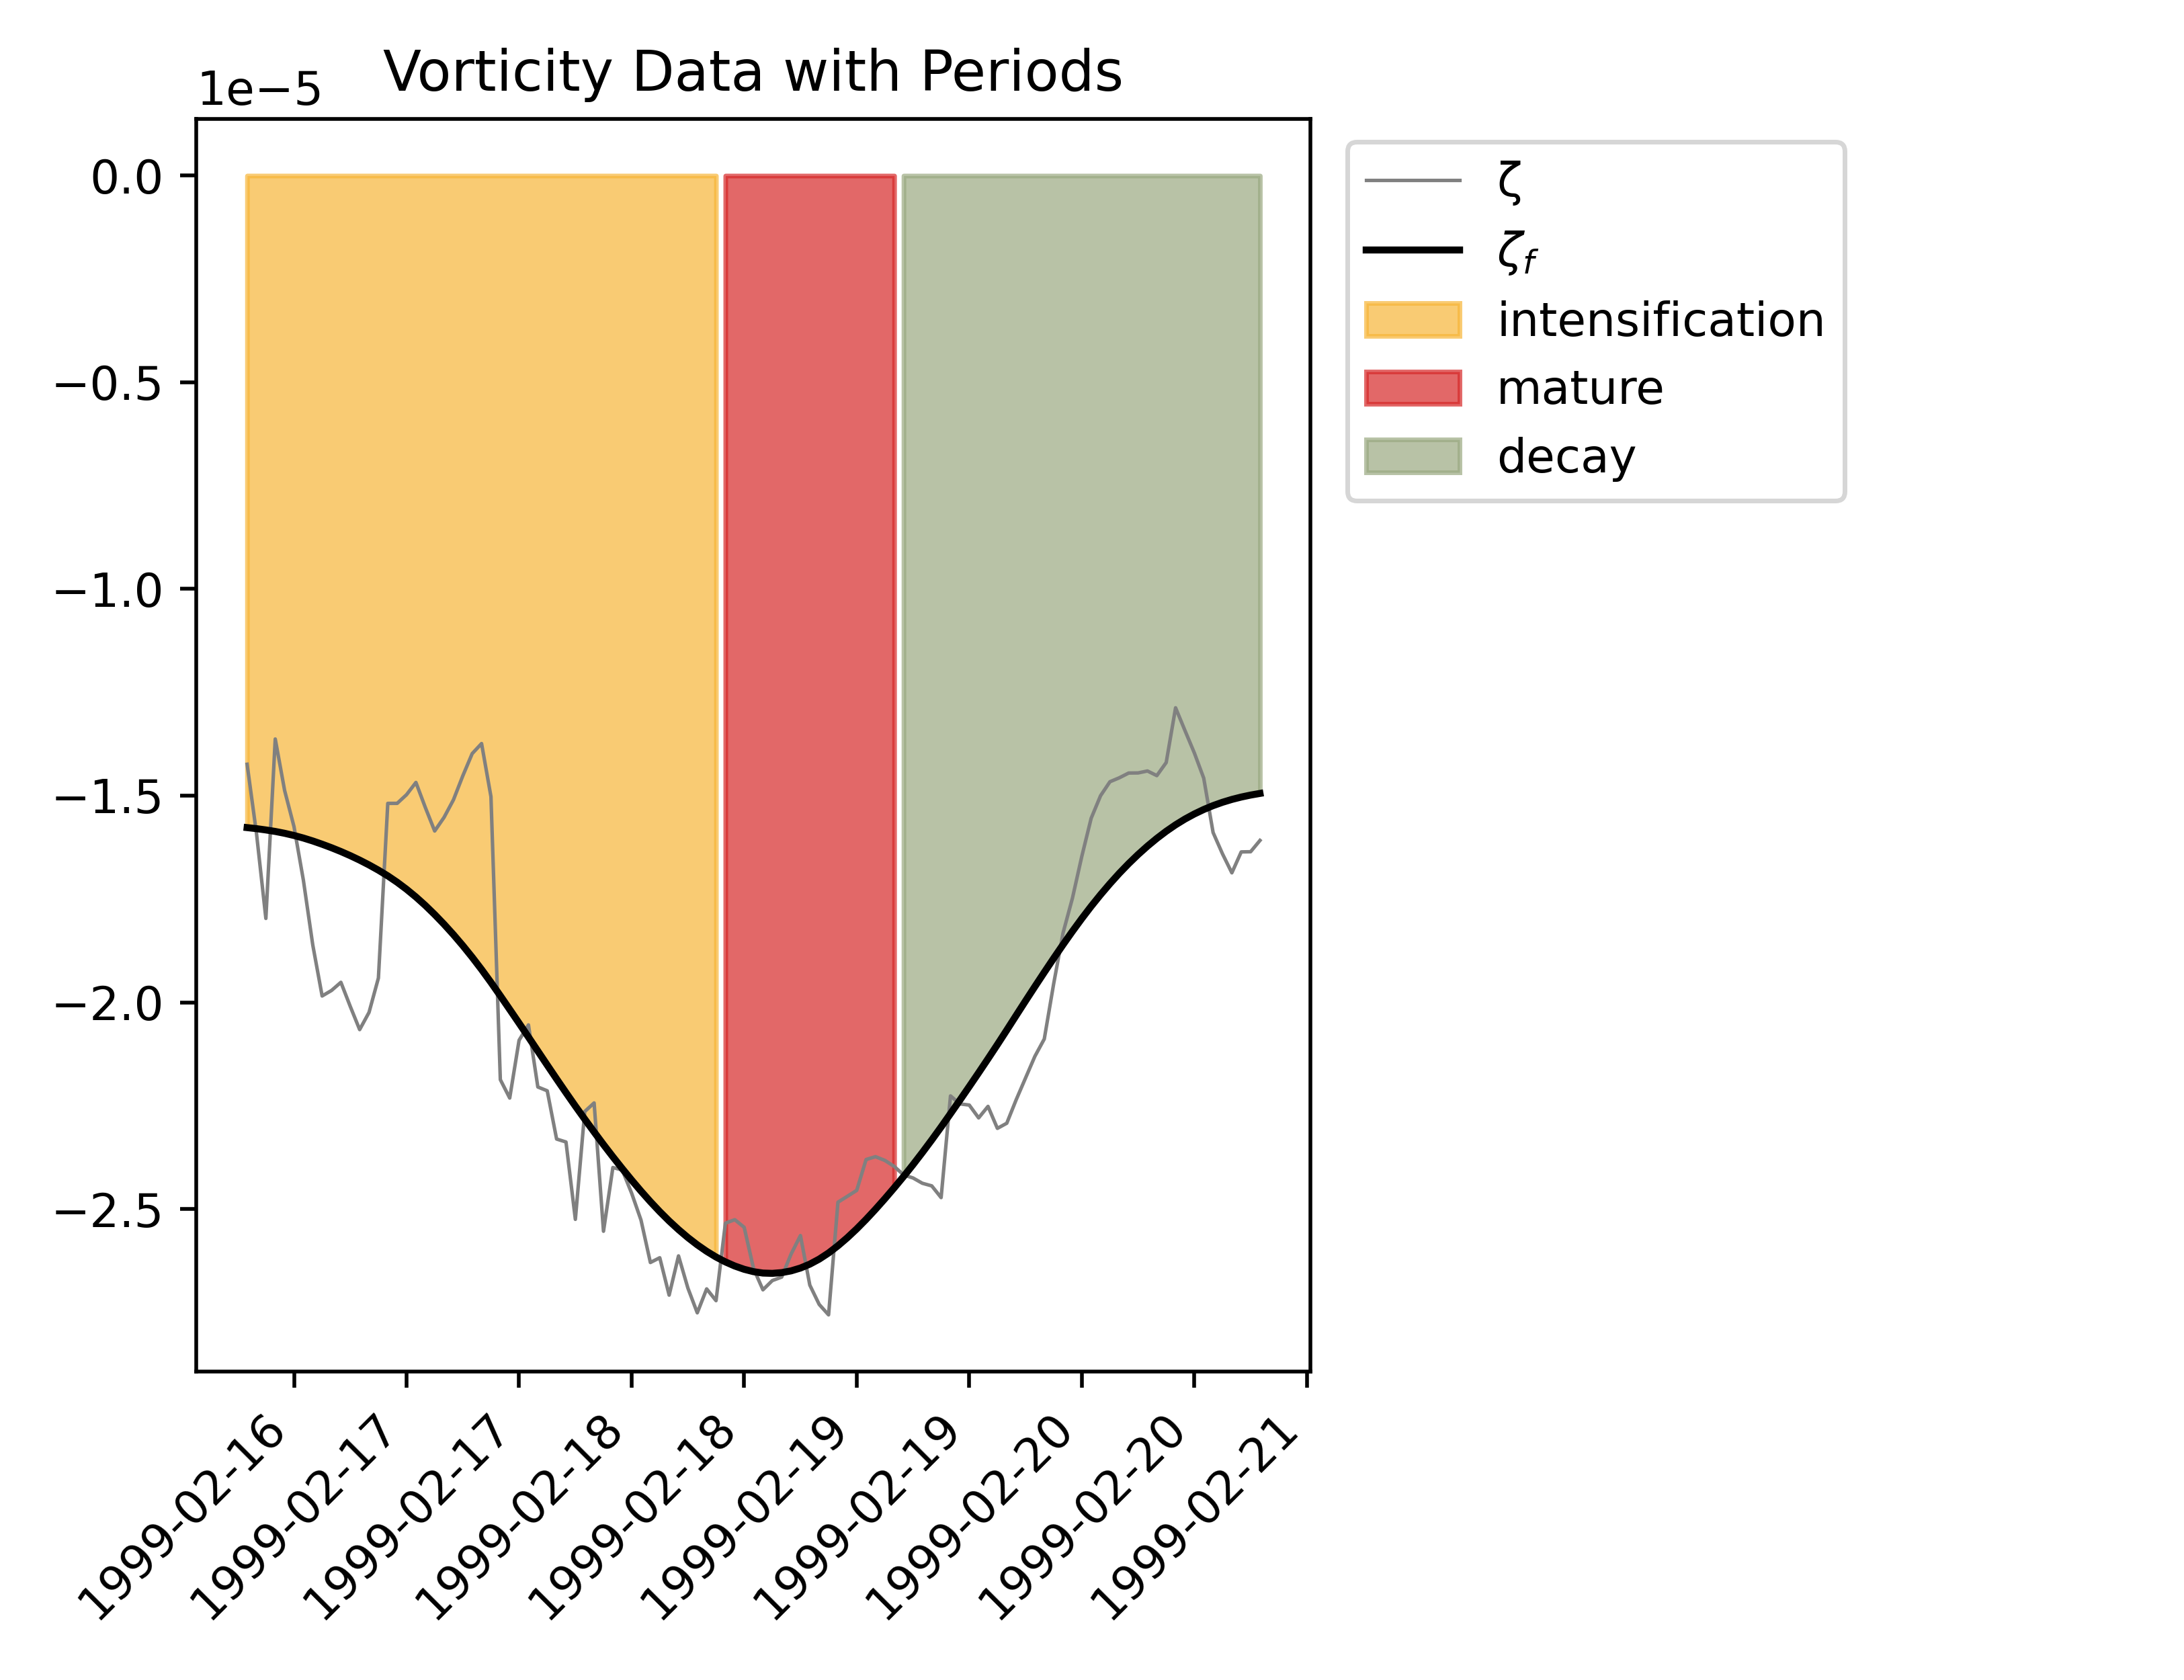 Vorticity Data with Periods
1e−5
0.0
−0.5
−1.0
−1.5
−2.0
−2.5
1999-02-16
1999-02-17
1999-02-17
1999-02-18
1999-02-18
1999-02-19
1999-02-19
1999-02-20
1999-02-20
1999-02-21
ζ
ζf
intensification
mature
decay